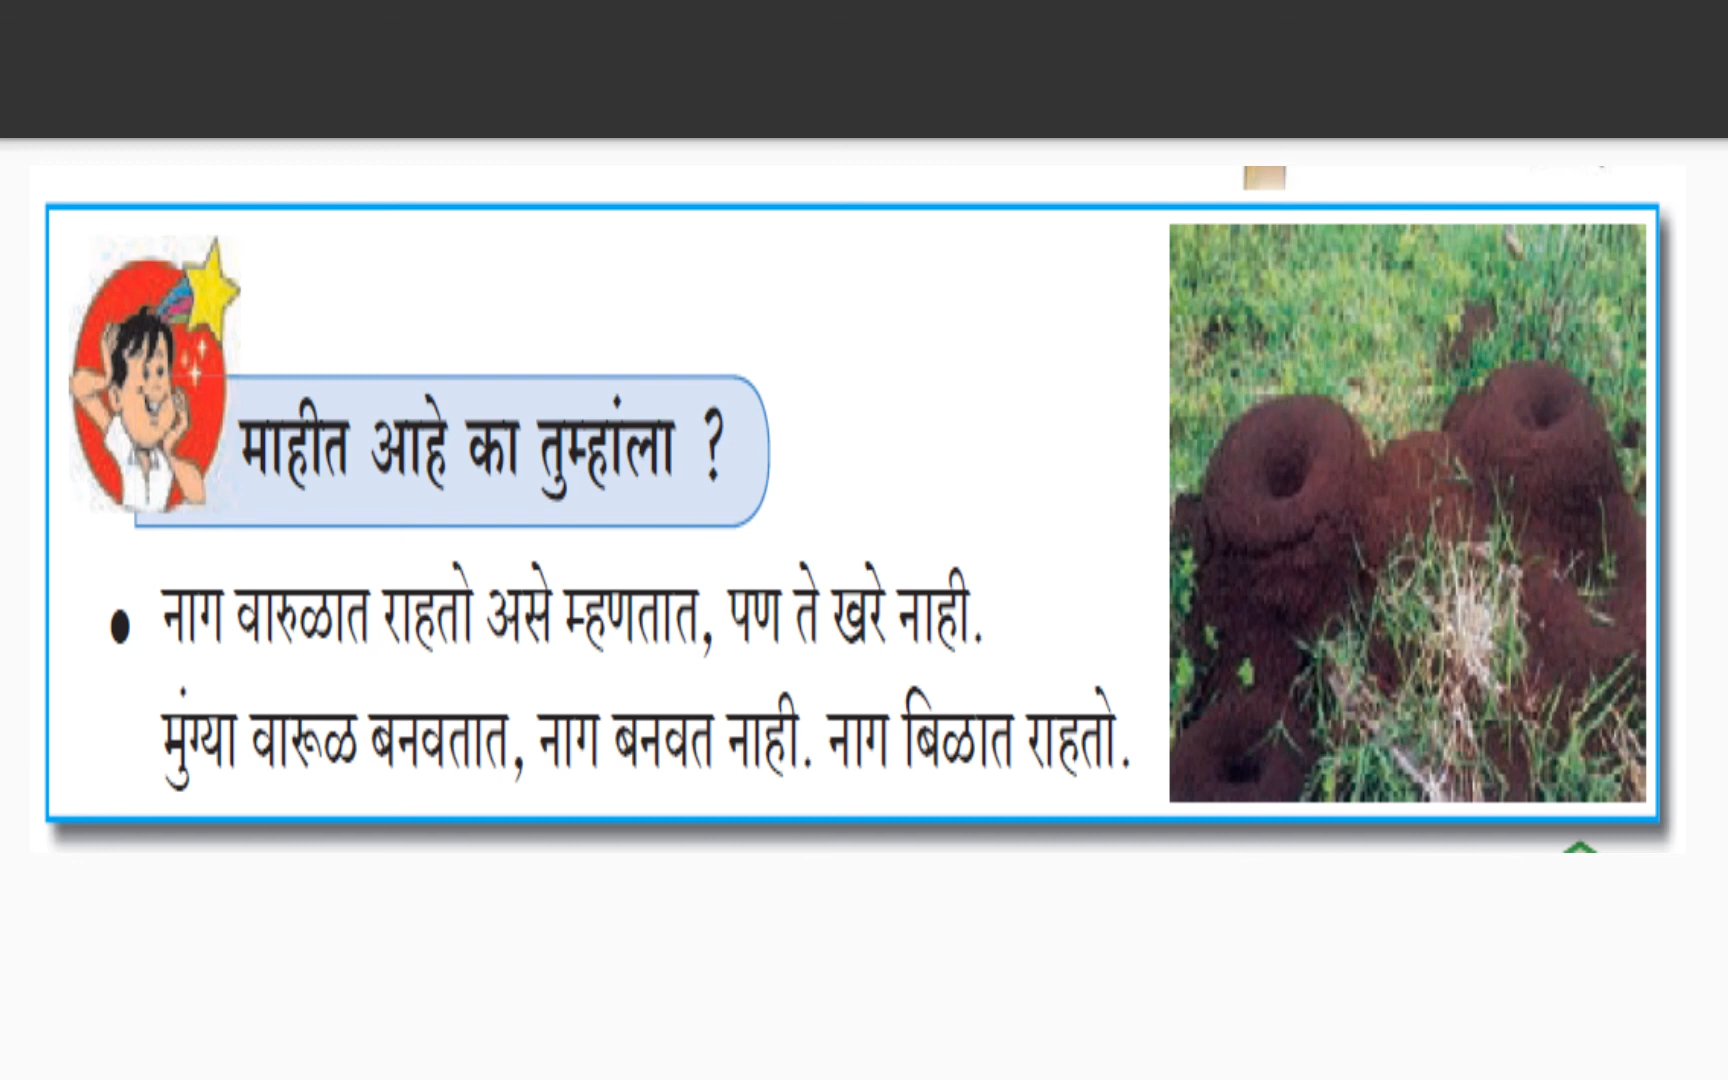 माहीत आहे का तुम्हांला ?
• नाग वारुळात राहतो असे म्हणतात, पण ते खरे नाही.
मुंग्या वारूळ बनवतात, नाग बनवत नाही. नाग बिळात राहतो.